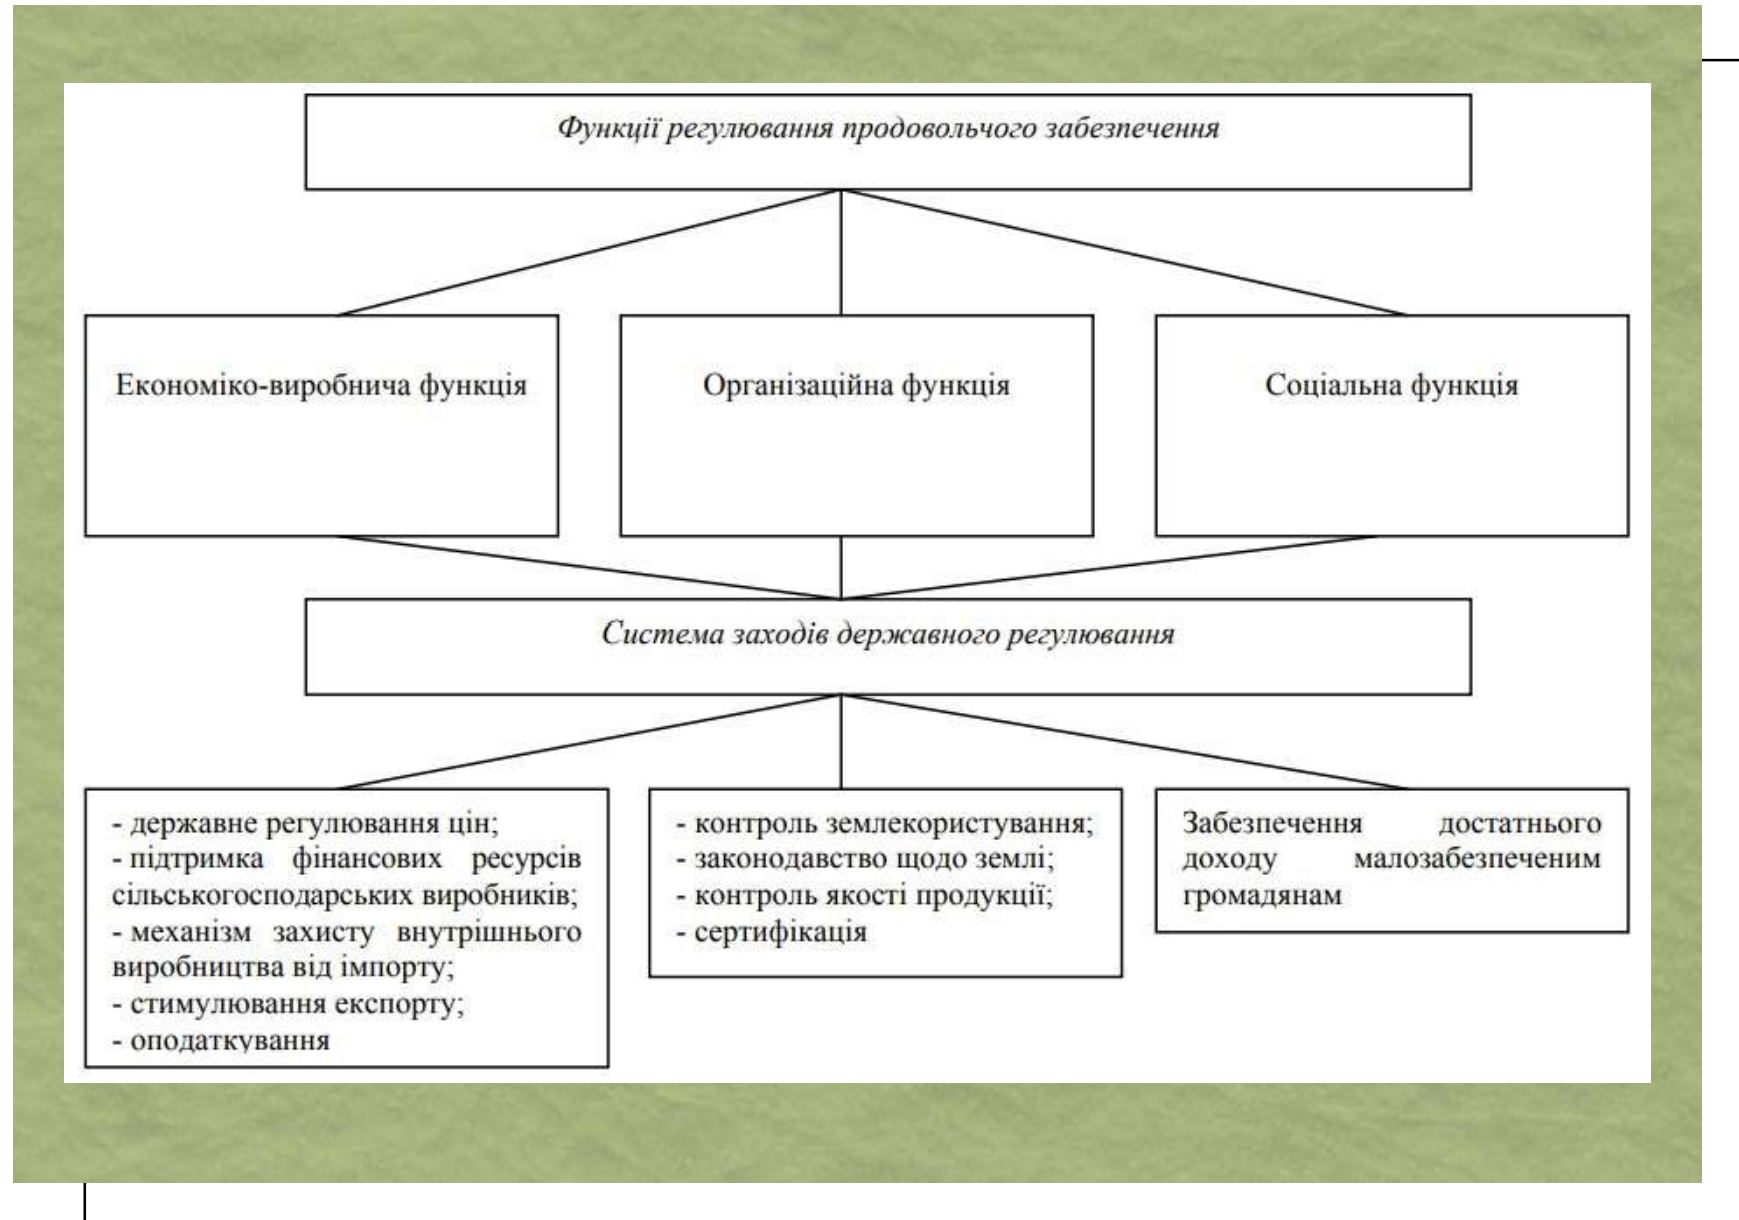 Функції регулювання продовольчого забезпечення
Економіко-виробнича функція
Організаційна функція
Соціальна функція
Система заходів державного регулювання
- державне регулювання цін;
- підтримка фінансових ресурсів
сільськогосподарських виробників;
- механізм захисту внутрішнього
виробництва від імпорту;
- стимулювання експорту;
- оподаткування
- контроль землекористування;
- законодавство щодо землі;
- контроль якості продукції;
- сертифікація
Забезпечення достатнього
доходу малозабезпеченим
громадянам